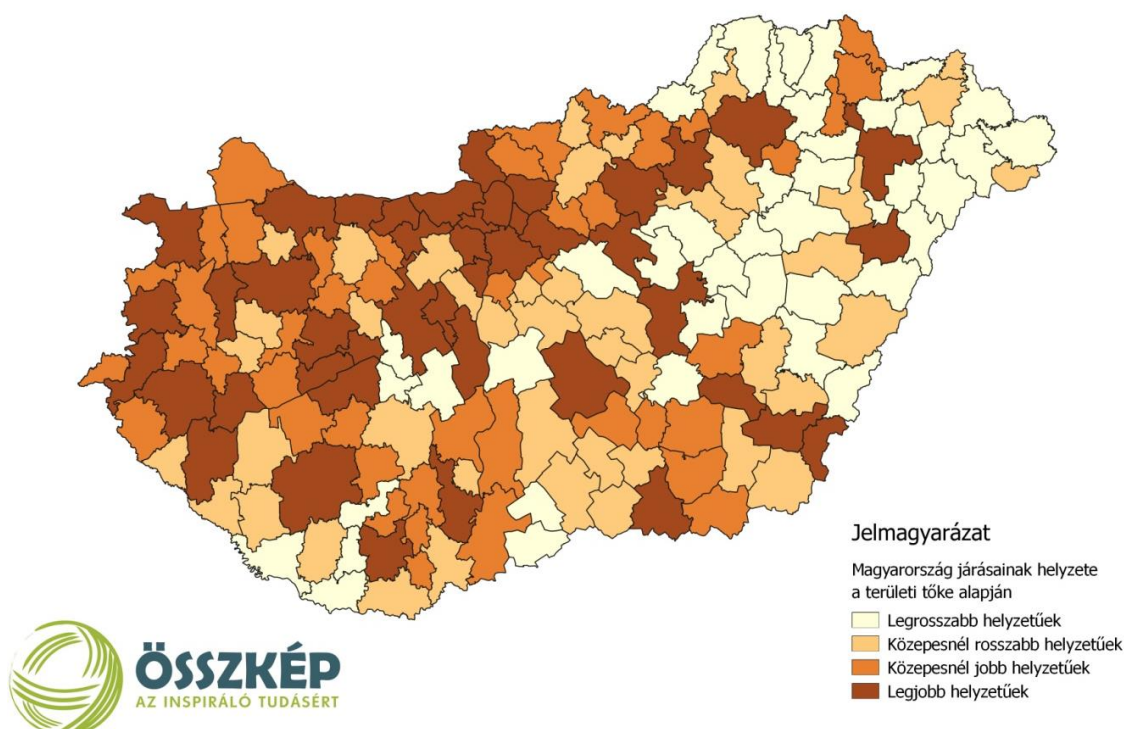 Jelmagyarázat
Magyarország járásainak helyzete
a területi tőke alapján
Legrosszabb helyzetűek
Közepesnél rosszabb helyzetűek
Közepesnél jobb helyzetűek
Legjobb helyzetűek
ÖSSZKÉP
AZ INSPIRÁLÓ TUDÁSÉRT